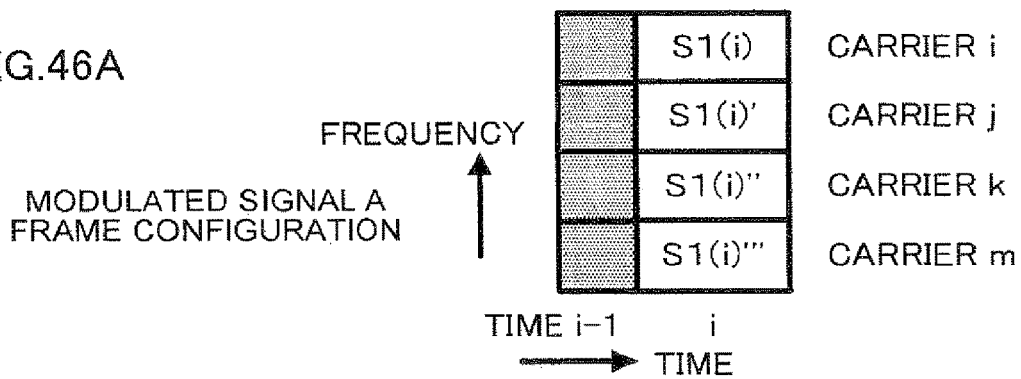 G.46A
S1(i) CARRIER i
S1(i)' CARRIER j
FREQUENCY
S1(i)'' CARRIER k
MODULATED SIGNAL A
FRAME CONFIGURATION
S1(i)''' CARRIER m
TIME i-1 i
TIME